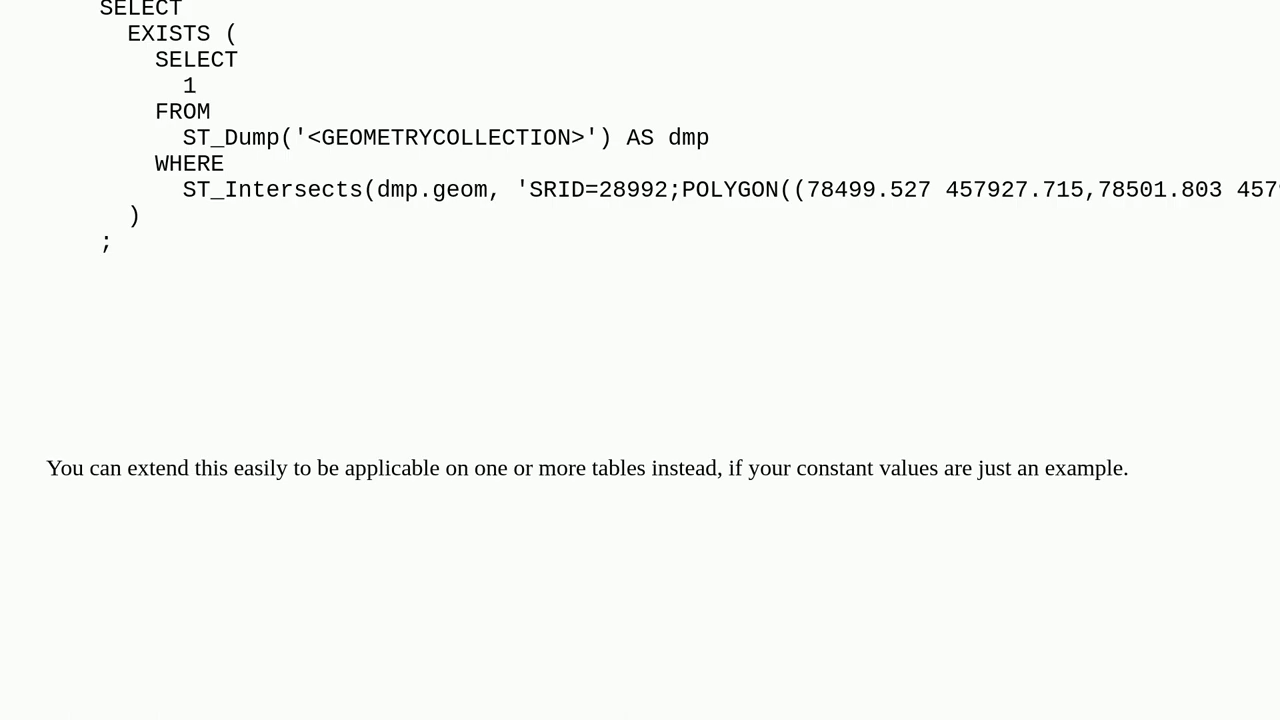 SELECT
EXISTS (
SELECT
1
FROM
ST_Dump('<GEOMETRYCOLLECTION>') AS dmp
WHERE
ST_Intersects(dmp.geom, 'SRID=28992;POLYGON((78499.527 457927.715,78501.803 457
)
;
You can extend this easily to be applicable on one or more tables instead, if your constant values are just an example.